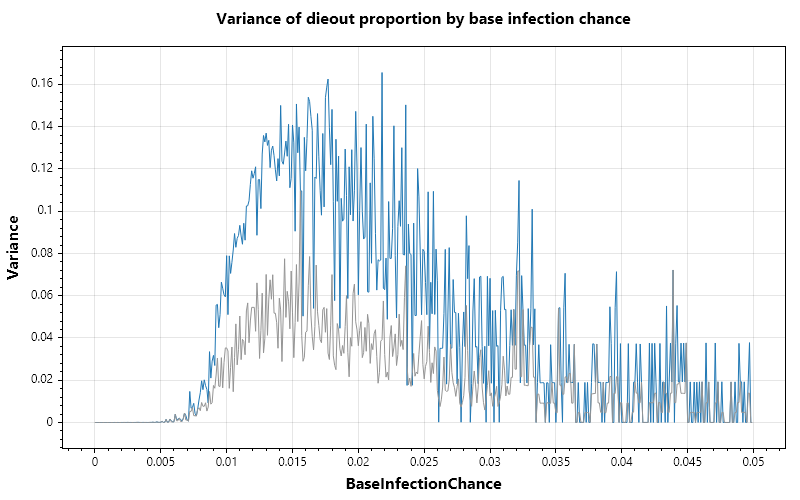 Variance of dieout proportion by base infection chance
0.16
0.14
0.12
0.1
0.08
0.06
0.04
0.02
0
Variance
0 0.005 0.01 0.015 0.02 0.025 0.03 0.035 0.04 0.045 0.05
BaseInfectionChance